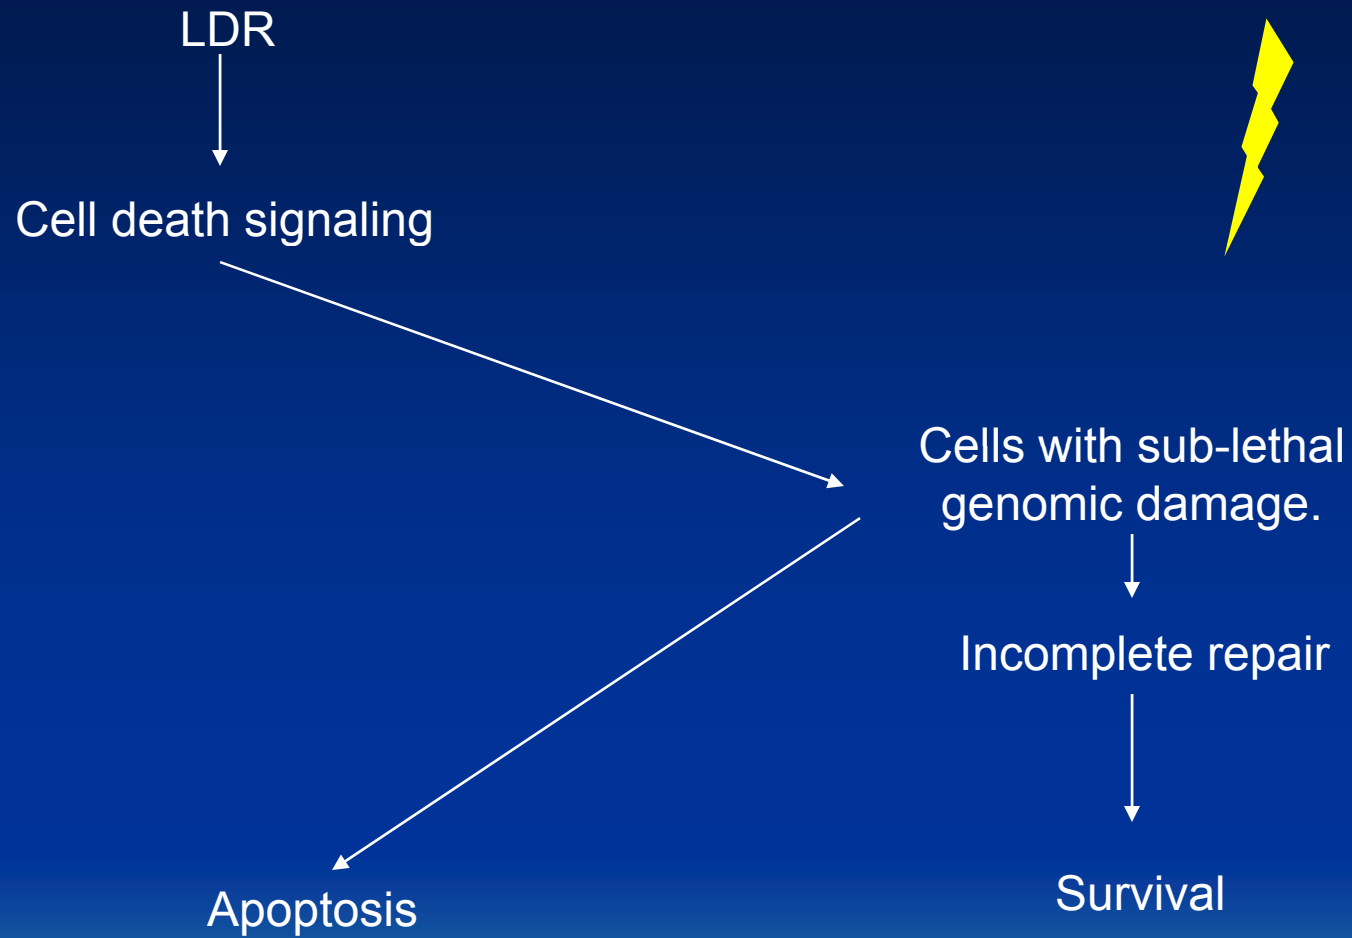 LDR
Cell death signaling
Cells with sub-lethal
genomic damage.
Incomplete repair
Survival
Apoptosis